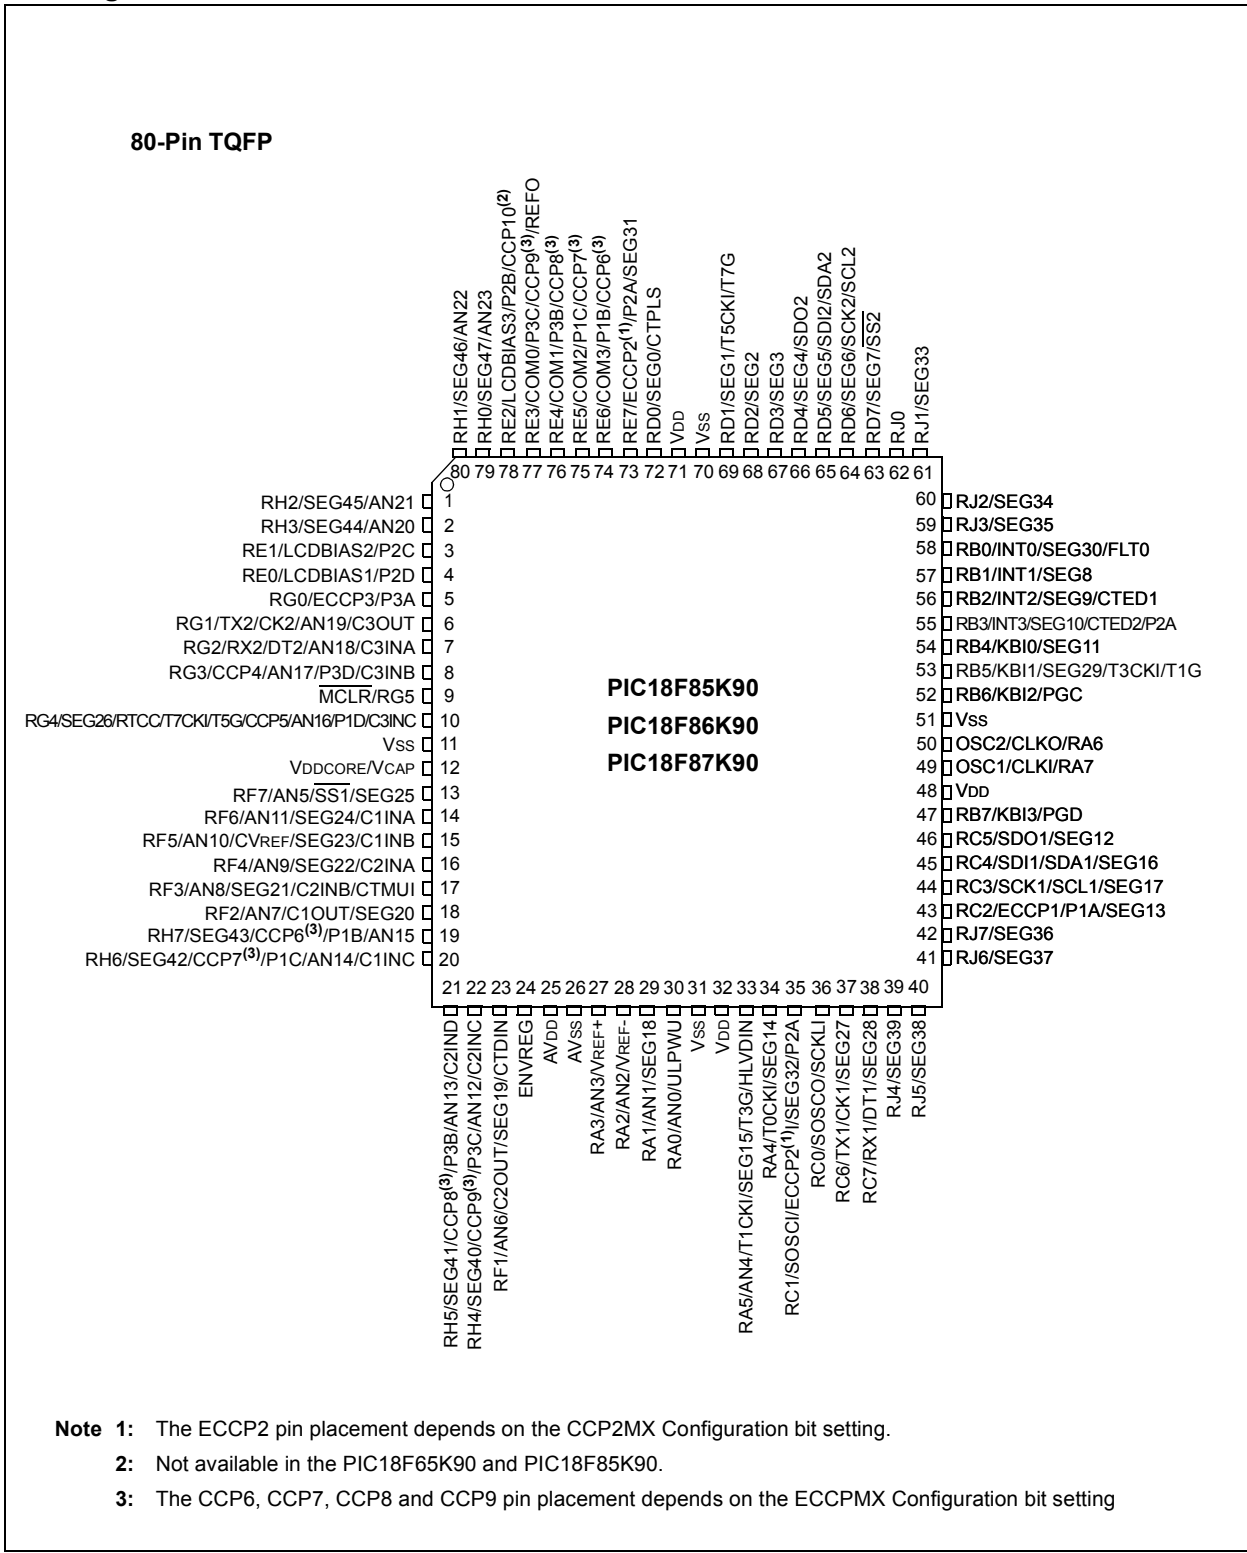 80-Pin TQFP
RH1/SEG46/AN22
RH0/SEG47/AN23
RE2/LCDBIAS3/P2B/CCP10(2)
RE3/COM0/P3C/CCP9(3)/REFO
RE4/COM1/P3B/CCP8(3)
RE5/COM2/P1C/CCP7(3)
RE6/COM3/P1B/CCP6(3)
RE7/ECCP2(1)/P2A/SEG31
RD0/SEG0/CTPLS
VDD
VSS
RD1/SEG1/T5CKI/T7G
RD2/SEG2
RD3/SEG3
RD4/SEG4/SDO2
RD5/SEG5/SDI2/SDA2
RD6/SEG6/SCK2/SCL2
RD7/SEG7/SS2
RJ0
RJ1/SEG33
80 79 78 77 76 75 74 73 72 71 70 69 68 67 66 65 64 63 62 61
RH2/SEG45/AN21 1
RH3/SEG44/AN20 2
RE1/LCDBIAS2/P2C 3
RE0/LCDBIAS1/P2D 4
RG0/ECCP3/P3A 5
RG1/TX2/CK2/AN19/C3OUT 6
RG2/RX2/DT2/AN18/C3INA 7
RG3/CCP4/AN17/P3D/C3INB 8
MCLR/RG5 9
RG4/SEG26/RTCC/T7CKI/T5G/CCP5/AN16/P1D/C3INC 10
VSS 11
VDDCORE/VCAP 12
RF7/AN5/SS1/SEG25 13
RF6/AN11/SEG24/C1INA 14
RF5/AN10/CVREF/SEG23/C1INB 15
RF4/AN9/SEG22/C2INA 16
RF3/AN8/SEG21/C2INB/CTMUI 17
RF2/AN7/C1OUT/SEG20 18
RH7/SEG43/CCP6(3)/P1B/AN15 19
RH6/SEG42/CCP7(3)/P1C/AN14/C1INC 20
PIC18F85K90
PIC18F86K90
PIC18F87K90
60 RJ2/SEG34
59 RJ3/SEG35
58 RB0/INT0/SEG30/FLT0
57 RB1/INT1/SEG8
56 RB2/INT2/SEG9/CTED1
55 RB3/INT3/SEG10/CTED2/P2A
54 RB4/KBI0/SEG11
53 RB5/KBI1/SEG29/T3CKI/T1G
52 RB6/KBI2/PGC
51 VSS
50 OSC2/CLKO/RA6
49 OSC1/CLKI/RA7
48 VDD
47 RB7/KBI3/PGD
46 RC5/SDO1/SEG12
45 RC4/SDI1/SDA1/SEG16
44 RC3/SCK1/SCL1/SEG17
43 RC2/ECCP1/P1A/SEG13
42 RJ7/SEG36
41 RJ6/SEG37
21 22 23 24 25 26 27 28 29 30 31 32 33 34 35 36 37 38 39 40
RH5/SEG41/CCP8(3)/P3B/AN13/C2IND
RH4/SEG40/CCP9(3)/P3C/AN12/C2INC
RF1/AN6/C2OUT/SEG19/CTDIN
ENVREG
AVDD
AVSS
RA3/AN3/VREF+
RA2/AN2/VREF-
RA1/AN1/SEG18
RA0/AN0/ULPWU
VSS
VDD
RA5/AN4/T1CKI/SEG15/T3G/HLVDIN
RA4/T0CKI/SEG14
RC1/SOSCI/ECCP2(1)I/SEG32/P2A
RC0/SOSCO/SCKLI
RC6/TX1/CK1/SEG27
RC7/RX1/DT1/SEG28
RJ4/SEG39
RJ5/SEG38
Note 1: The ECCP2 pin placement depends on the CCP2MX Configuration bit setting.
2: Not available in the PIC18F65K90 and PIC18F85K90.
3: The CCP6, CCP7, CCP8 and CCP9 pin placement depends on the ECCPMX Configuration bit setting